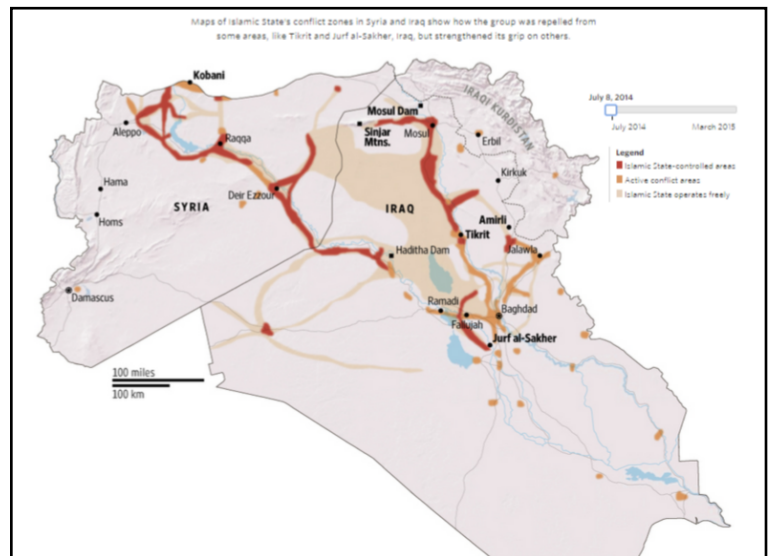 Maps of Islamic State's conflict zones in Syria and Iraq show how the group was repelled from
some areas, like Tikrit and Jurf al-Sakher, Iraq, but strengthened its grip on others.
Kobani
July 8, 2014
July 2014
March 2015
IRAQI KURDISTAN
Mosul Dam
Aleppo
Sinjar
Mtns.
Mosul
Erbil
Raqqa
Legend
Islamic State-controlled areas
Active conflict areas
Islamic State operates freely
Kirkuk
Hama
Deir Ezzour
SYRIA
IRAQ
Homs
Amirli
Tikrit
Jalawla
Haditha Dam
Damascus
Ramadi
Baghdad
Fallujah
Jurf al-Sakher
100 miles
100 km